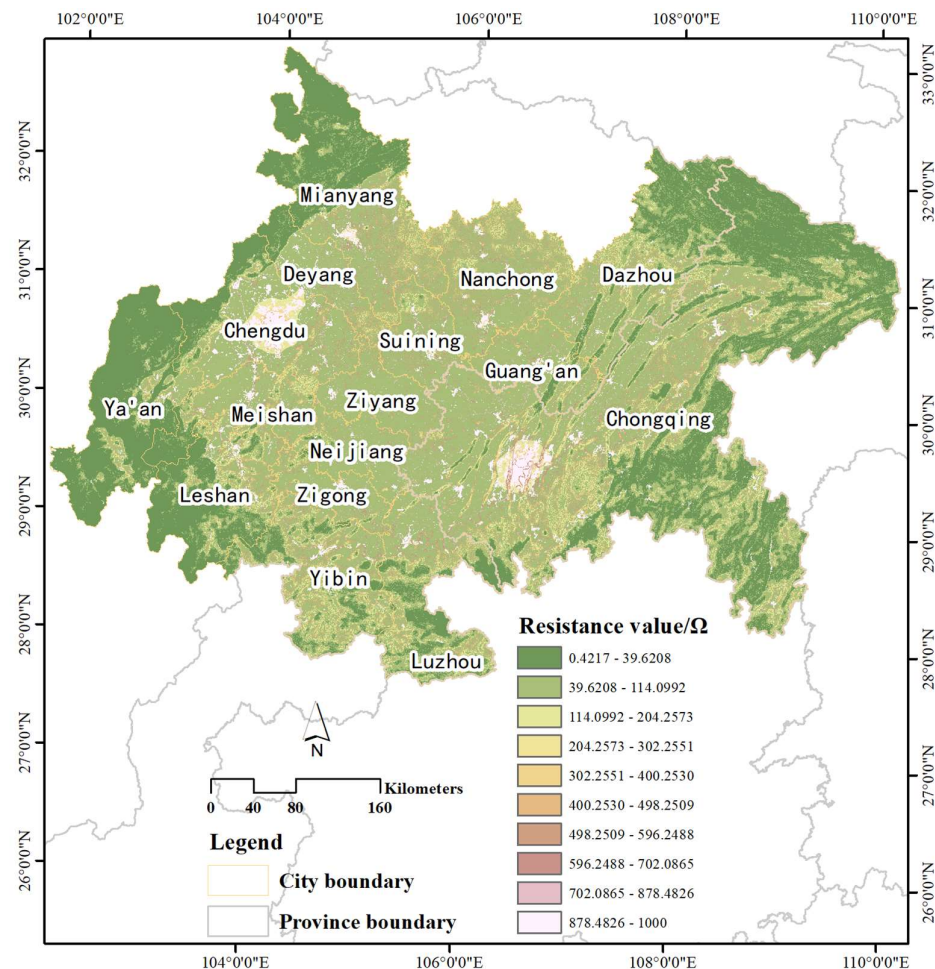 102°0'0"E 104°0'0"E 106°0'0"E 108°0'0"E 110°0'0"E
33°0'0"N
32°0'0"N
32°0'0"N
Mianyang
31°0'0"N
Deyang
Nanchong
Dazhou
31°0'0"N
Chengdu
Suining
Guang'an
30°0'0"N
Ya'an
Meishan
Ziyang
Chongqing
30°0'0"N
Neijiang
Leshan
Zigong
29°0'0"N
29°0'0"N
Yibin
28°0'0"N
Luzhou
28°0'0"N
Resistance value/Ω
0.4217 - 39.6208
39.6208 - 114.0992
114.0992 - 204.2573
204.2573 - 302.2551
302.2551 - 400.2530
400.2530 - 498.2509
498.2509 - 596.2488
596.2488 - 702.0865
702.0865 - 878.4826
878.4826 - 1000
27°0'0"N
27°0'0"N
N
Kilometers
0 40 80 160
Legend
City boundary
Province boundary
26°0'0"N
26°0'0"N
104°0'0"E 106°0'0"E 108°0'0"E 110°0'0"E